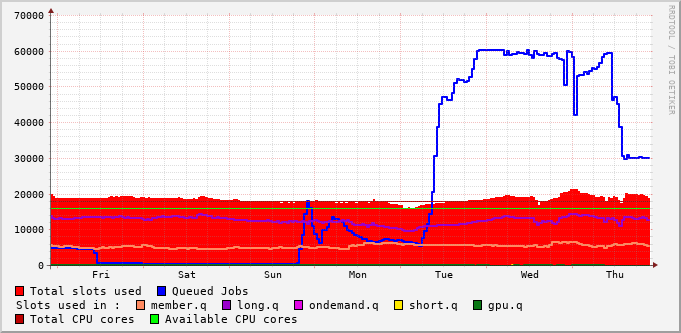 70000
60000
50000
40000
30000
20000
10000
0
Fri Sat Sun Mon Tue Wed Thu
RRDTOOL / TOBI OETIKER
Total slots used Queued Jobs
Slots used in : member.q long.q ondemand.q short.q gpu.q
Total CPU cores Available CPU cores